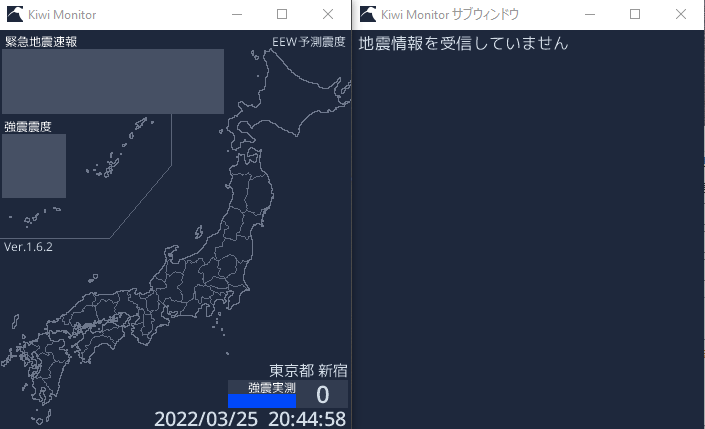 Kiwi Monitor
緊急地震速報
EEW予測震度
強震震度
Ver.1.6.2
東京都 新宿
強震実測
0
2022/03/25 20:44:58
Kiwi Monitor サブウィンドウ
地震情報を受信していません